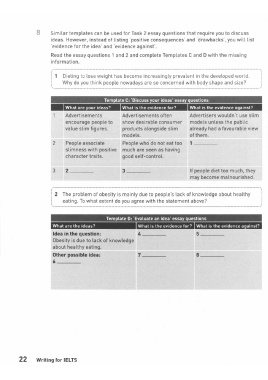 B Similar templates can be used for Task 2 essay questions that require you to discuss
ideas. However, instead of listing 'positive consequences' and 'drawbacks', you will list
'evidence for the idea' and 'evidence against'.
Read the essay questions 1 and 2 and complete Templates C and D with the missing
information.
1 Dieting to lose weight has become increasingly prevalent in the developed world.
Why do you think people nowadays are so concerned with body shape and size?
Template C: 'Discuss your ideas' essay questions
What are your ideas? What is the evidence for? What is the evidence against?
1 Advertisements Advertisements often Advertisers wouldn't use slim
encourage people to show desirable consumer models unless the public
value slim figures. products alongside slim already had a favourable view
models. of them.
2 People associate People who do not eat too 1
slimness with positive much are seen as having
character traits. good self-control.
3 2 3 If people diet too much, they
may become malnourished.
2 The problem of obesity is mainly due to people's lack of knowledge about healthy
eating. To what extent do you agree with the statement above?
Template D: 'Evaluate an idea' essay questions
What are the ideas? What is the evidence for? What is the evidence against?
Idea in the question: 4 5
Obesity is due to lack of knowledge
about healthy eating.
Other possible idea: 7 8
6
22 Writing for IELTS